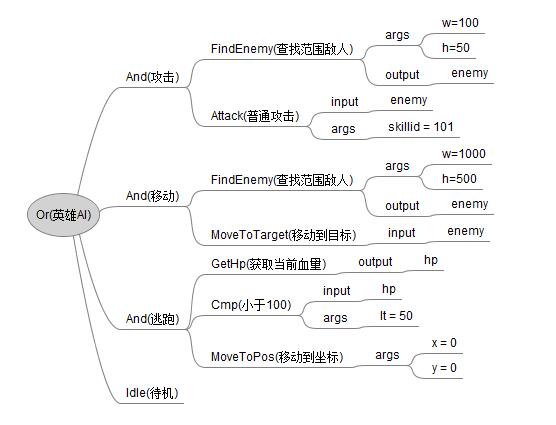 Or(英雄AI)
And(攻击)
FindEnemy(查找范围敌人)
args
w=100
h=50
output
enemy
Attack(普通攻击)
input
enemy
args
skillid = 101
And(移动)
FindEnemy(查找范围敌人)
args
w=1000
h=500
output
enemy
MoveToTarget(移动到目标)
input
enemy
And(逃跑)
GetHp(获取当前血量)
output
hp
Cmp(小于100)
input
hp
args
lt = 50
MoveToPos(移动到坐标)
args
x = 0
y = 0
Idle(待机)